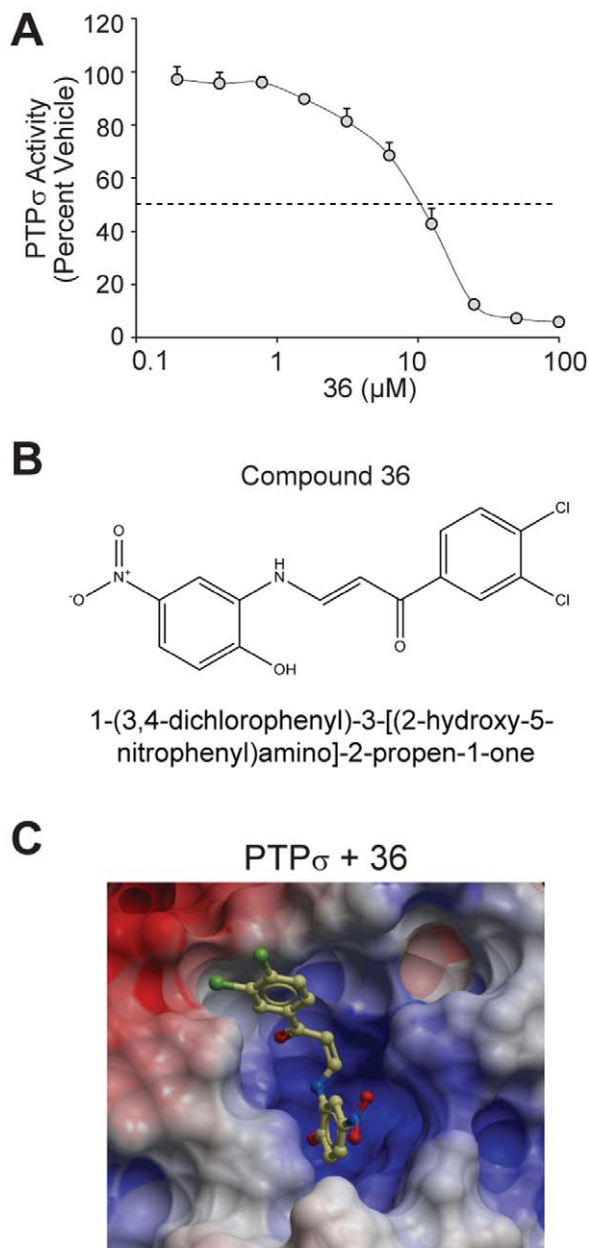 A
PTPσ Activity
(Percent Vehicle)
120
100
80
60
40
20
0
0.1
1
10
100
36 (μM)
B
Compound 36
O
N⁺
⁻O
H
N
OH
O
Cl
Cl
1-(3,4-dichlorophenyl)-3-[(2-hydroxy-5-
nitrophenyl)amino]-2-propen-1-one
C
PTPσ + 36